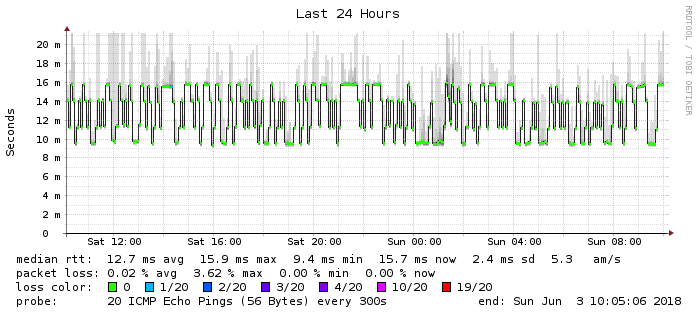 Last 24 Hours
RRDTOOL / TOBI OETIKER
Seconds
20 m
18 m
16 m
14 m
12 m
10 m
8 m
6 m
4 m
2 m
0
Sat 12:00 Sat 16:00 Sat 20:00 Sun 00:00 Sun 04:00 Sun 08:00
median rtt: 12.7 ms avg 15.9 ms max 9.4 ms min 15.7 ms now 2.4 ms sd 5.3 am/s
packet loss: 0.02 % avg 3.62 % max 0.00 % min 0.00 % now
loss color: 0 1/20 2/20 3/20 4/20 10/20 19/20
probe: 20 ICMP Echo Pings (56 Bytes) every 300s end: Sun Jun 3 10:05:06 2018